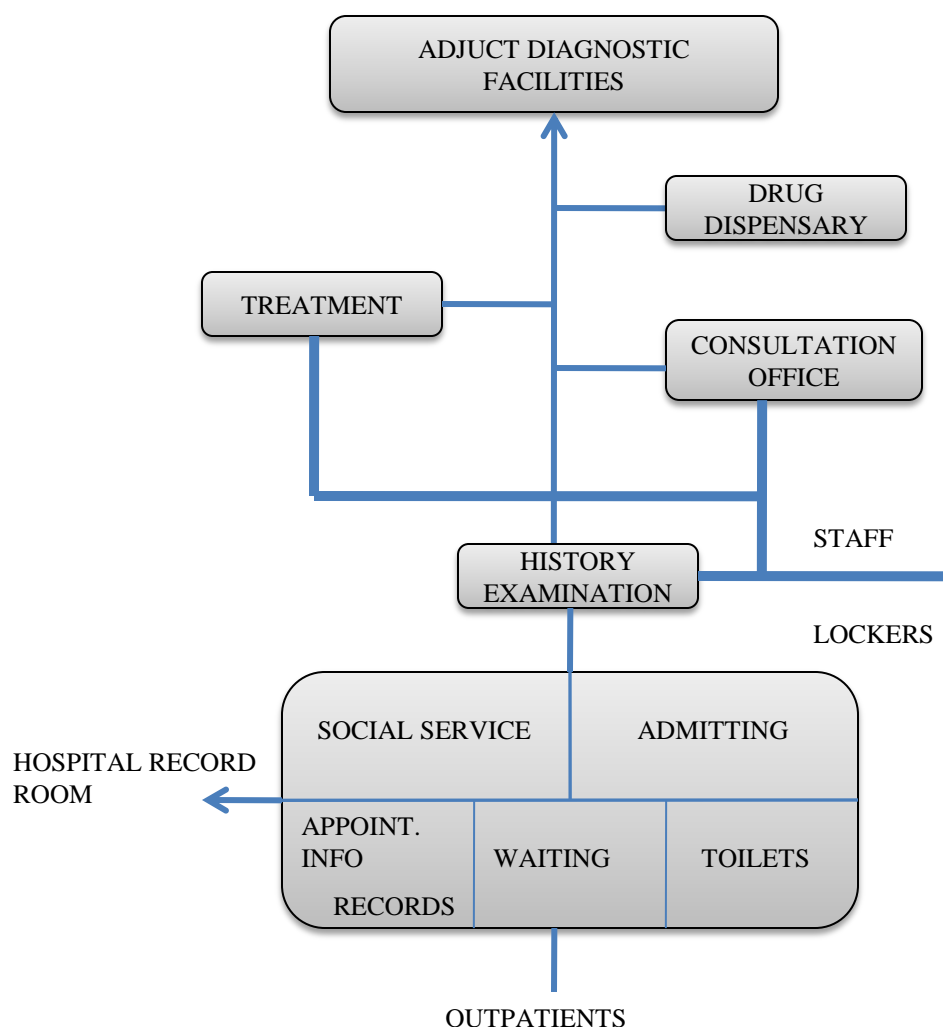 ADJUCT DIAGNOSTIC
FACILITIES
DRUG
DISPENSARY
TREATMENT
CONSULTATION
OFFICE
STAFF
HISTORY
EXAMINATION
LOCKERS
SOCIAL SERVICE
ADMITTING
HOSPITAL RECORD
ROOM
APPOINT.
INFO
WAITING
TOILETS
RECORDS
OUTPATIENTS